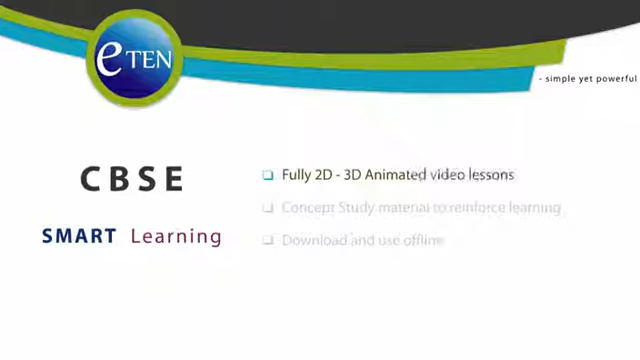 eTEN
- simple yet powerful
CBSE
SMART Learning
Fully 2D - 3D Animated video lessons
Concept Study material to reinforce learning
Download and use offline